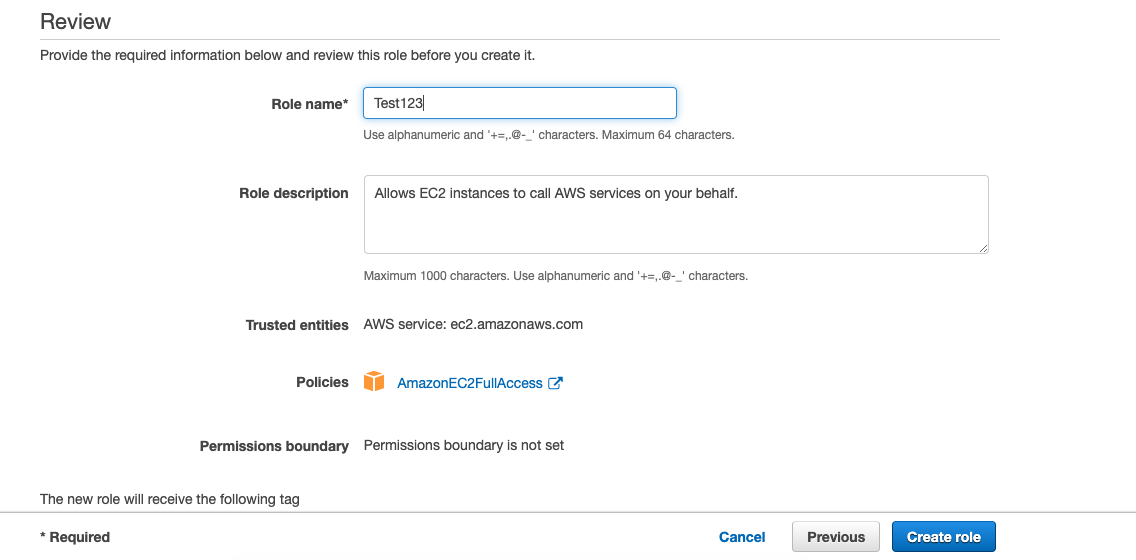 Review
Provide the required information below and review this role before you create it.
Role name* Test123
Use alphanumeric and '+=,.@-_' characters. Maximum 64 characters.
Role description Allows EC2 instances to call AWS services on your behalf.
Maximum 1000 characters. Use alphanumeric and '+=,.@-_' characters.
Trusted entities AWS service: ec2.amazonaws.com
Policies AmazonEC2FullAccess
Permissions boundary Permissions boundary is not set
The new role will receive the following tag
* Required Cancel Previous Create role